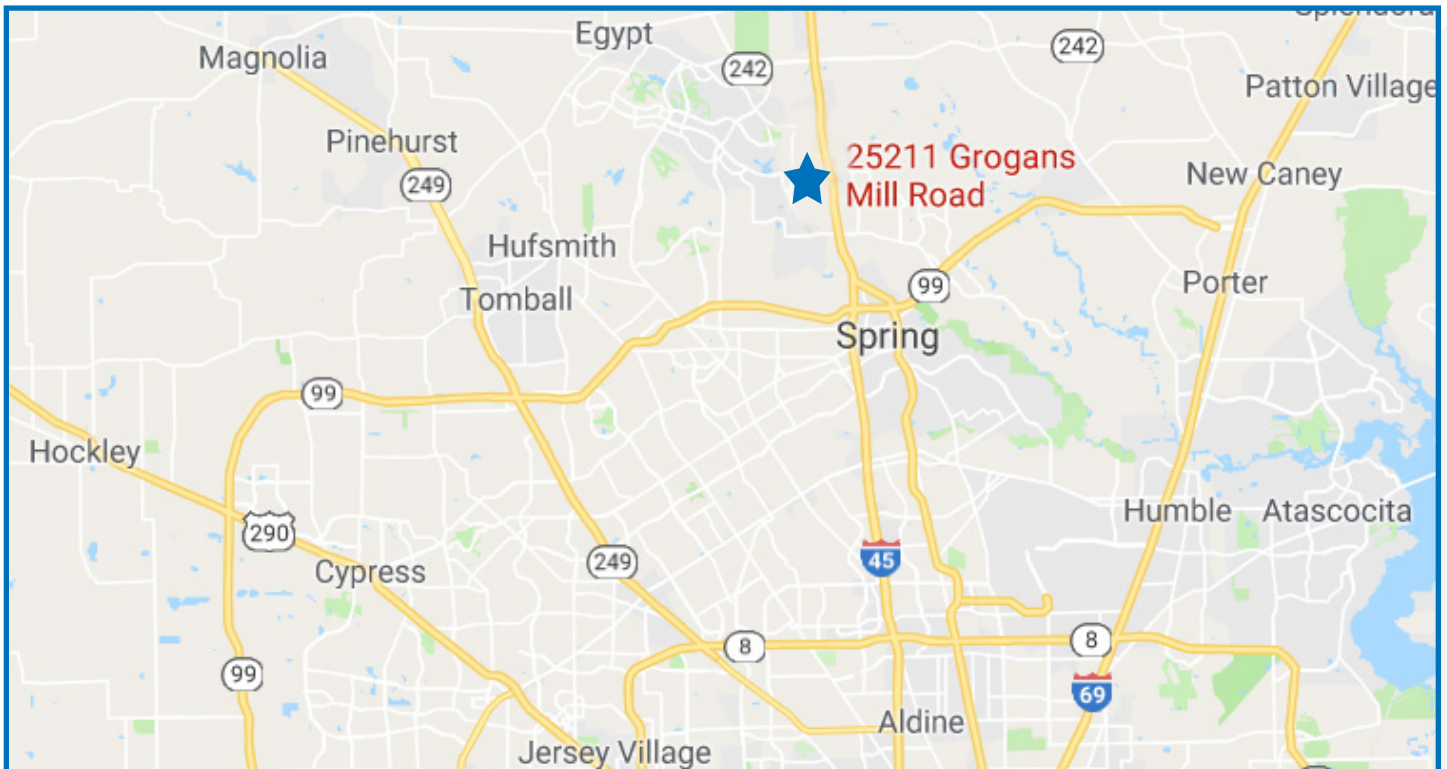 Splendora
Egypt
242
Magnolia
242
Patton Village
Pinehurst
25211 Grogans
Mill Road
249
New Caney
Hufsmith
99
Porter
Tomball
Spring
99
Hockley
Humble
Atascocita
290
45
249
Cypress
8
8
99
69
Aldine
Jersey Village